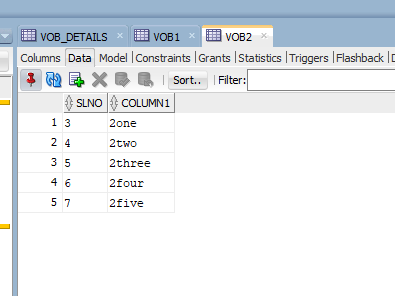 VOB_DETAILS VOB1 VOB2
Columns Data Model Constraints Grants Statistics Triggers Flashback
Sort.. Filter:
SLNO COLUMN1
1 3 2one
2 4 2two
3 5 2three
4 6 2four
5 7 2five